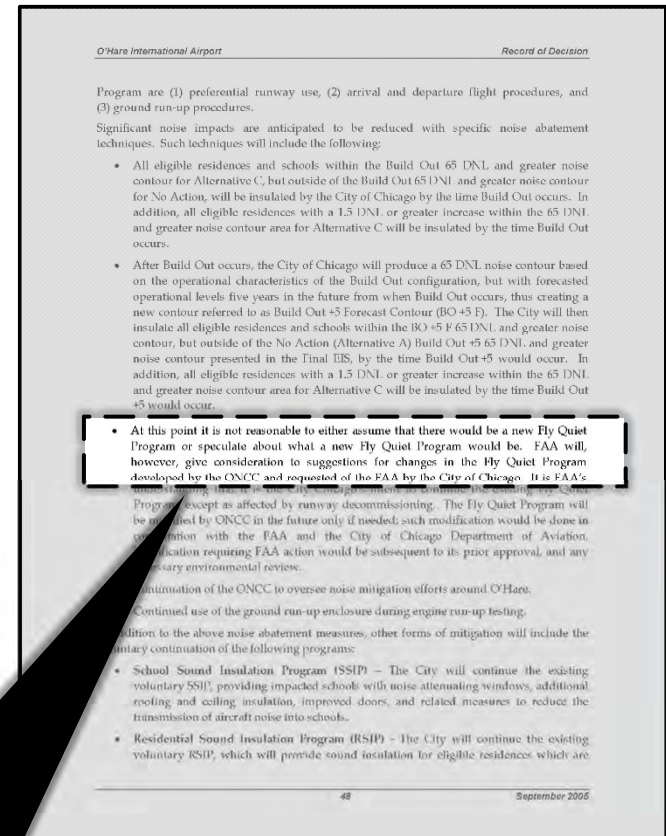 O'Hare International Airport Record of Decision
Program are (1) preferential runway use, (2) arrival and departure flight procedures, and
(3) ground run-up procedures.
Significant noise impacts are anticipated to be reduced with specific noise abatement
techniques. Such techniques will include the following:
• All eligible residences and schools within the Build Out 65 DNL and greater noise
contour for Alternative C, but outside of the Build Out 65 DNL and greater noise contour
for No Action, will be insulated by the City of Chicago by the time Build Out occurs. In
addition, all eligible residences with a 1.5 DNL or greater increase within the 65 DNL
and greater noise contour area for Alternative C will be insulated by the time Build Out
occurs.
• After Build Out occurs, the City of Chicago will produce a 65 DNL noise contour based
on the operational characteristics of the Build Out configuration, but with forecasted
operational levels five years in the future from when Build Out occurs, thus creating a
new contour referred to as Build Out +5 Forecast Contour (BO +5 F). The City will then
insulate all eligible residences and schools within the BO +5 F 65 DNL and greater noise
contour, but outside of the No Action (Alternative A) Build Out +5 65 DNL and greater
noise contour presented in the Final EIS, by the time Build Out +5 would occur. In
addition, all eligible residences with a 1.5 DNL or greater increase within the 65 DNL
and greater noise contour area for Alternative C will be insulated by the time Build Out
+5 would occur.
• At this point it is not reasonable to either assume that there would be a new Fly Quiet
Program or speculate about what a new Fly Quiet Program would be. FAA will,
however, give consideration to suggestions for changes in the Fly Quiet Program
developed by the ONCC and requested of the FAA by the City of Chicago. It is FAA's
understanding that it is the City Chicago's intent to continue the existing Fly Quiet
Program except as affected by runway decommissioning. The Fly Quiet Program will
be by ONCC in the future only if needed; such modification would be done in
with the FAA and the City of Chicago Department of Aviation.
requiring FAA action would be subsequent to its prior approval, and any
environmental review.
ontinuation of the ONCC to oversee noise mitigation efforts around O'Hare.
Continued use of the ground run-up enclosure during engine run-up testing.
dition to the above noise abatement measures, other forms of mitigation will include the
ntary continuation of the following programs:
• School Sound Insulation Program (SSIP) – The City will continue the existing
voluntary SSIP, providing impacted schools with noise attenuating windows, additional
roofing and ceiling insulation, improved doors, and related measures to reduce the
transmission of aircraft noise into schools.
• Residential Sound Insulation Program (RSIP) – The City will continue the existing
voluntary RSIP, which will provide sound insulation for eligible residences which are
48 September 2005